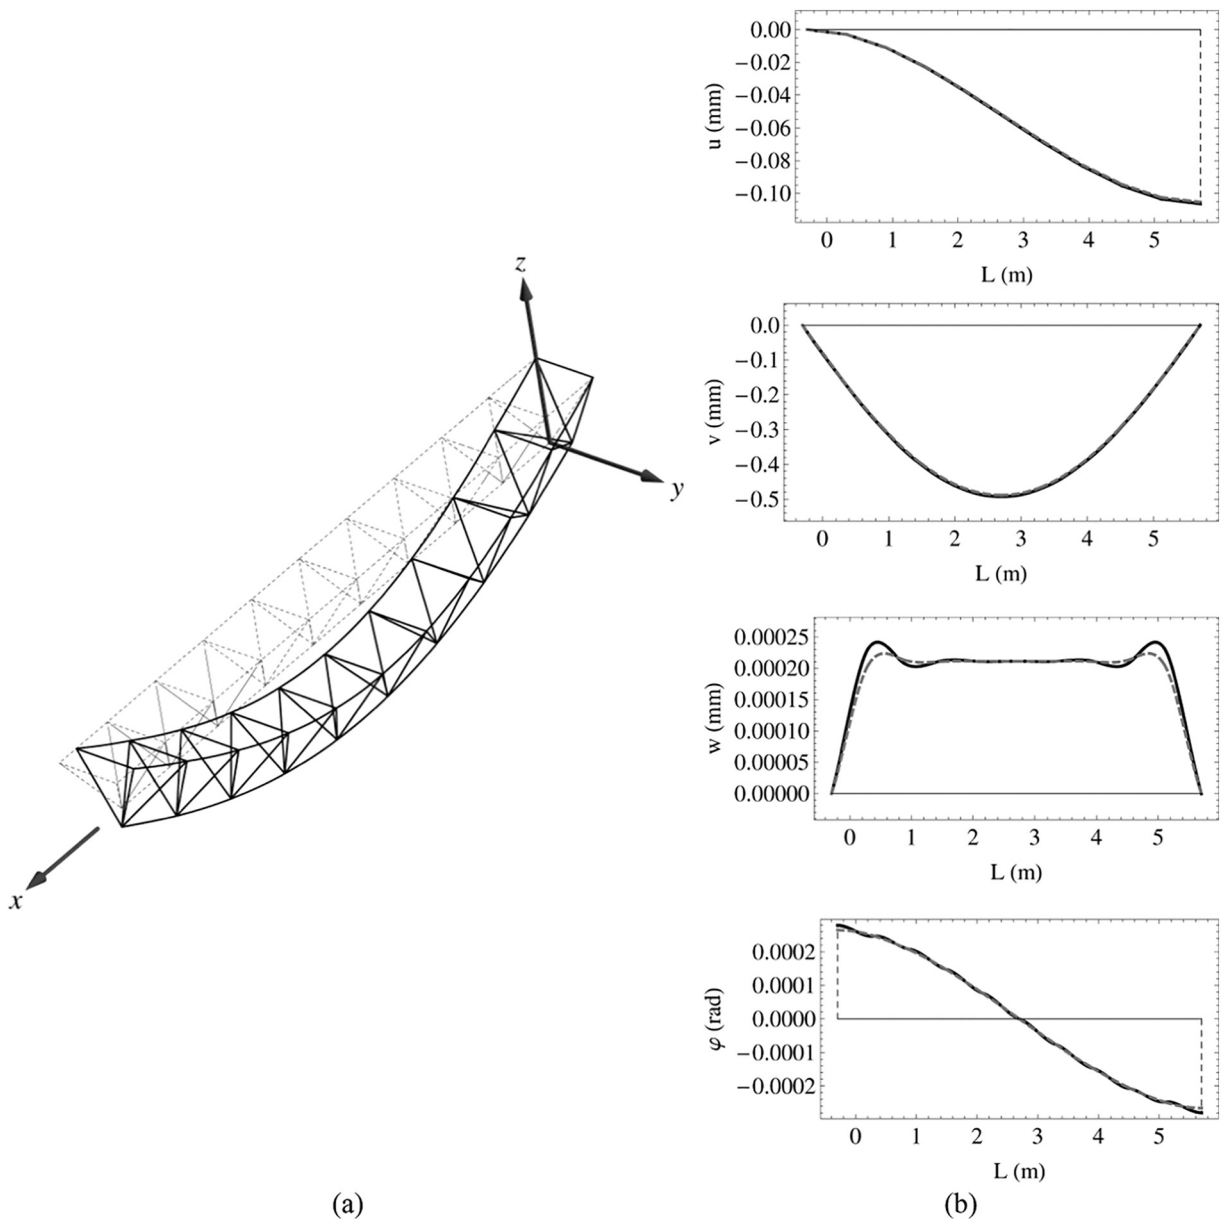 z
y
x
(a)
0.00
−0.02
−0.04
−0.06
−0.08
−0.10
u (mm)
0 1 2 3 4 5
L (m)
0.0
−0.1
−0.2
−0.3
−0.4
−0.5
v (mm)
0 1 2 3 4 5
L (m)
0.00025
0.00020
0.00015
0.00010
0.00005
0.00000
w (mm)
0 1 2 3 4 5
L (m)
0.0002
0.0001
0.0000
−0.0001
−0.0002
φ (rad)
0 1 2 3 4 5
L (m)
(b)